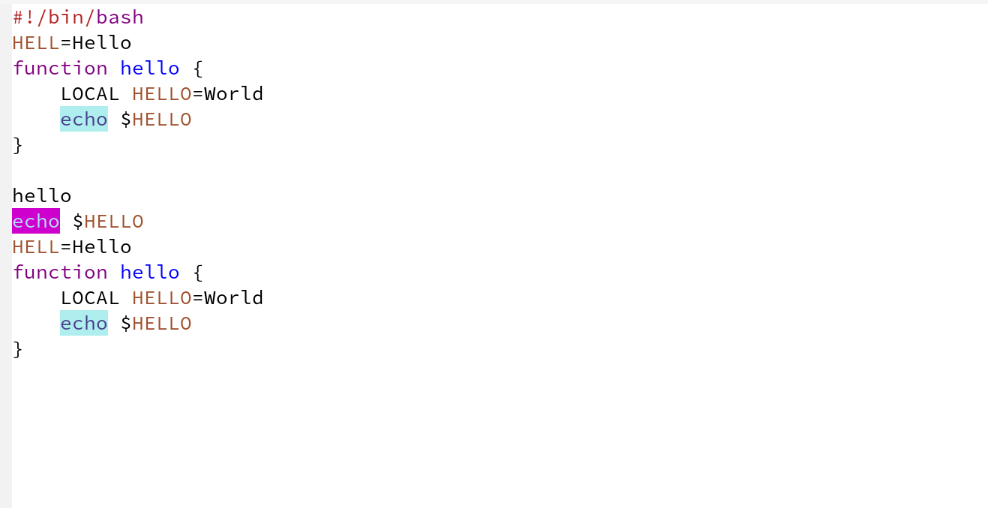 #!/bin/bash
HELL=Hello
function hello {
    LOCAL HELLO=World
    echo $HELLO
}

hello
echo $HELLO
HELL=Hello
function hello {
    LOCAL HELLO=World
    echo $HELLO
}